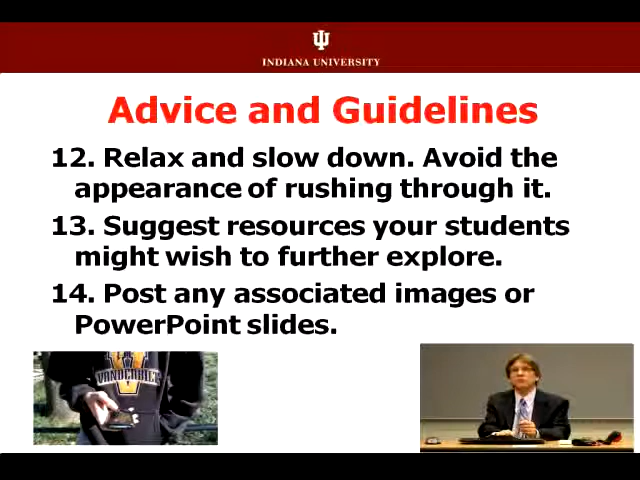 INDIANA UNIVERSITY
Advice and Guidelines
12. Relax and slow down. Avoid the
appearance of rushing through it.
13. Suggest resources your students
might wish to further explore.
14. Post any associated images or
PowerPoint slides.
VANDERBILT